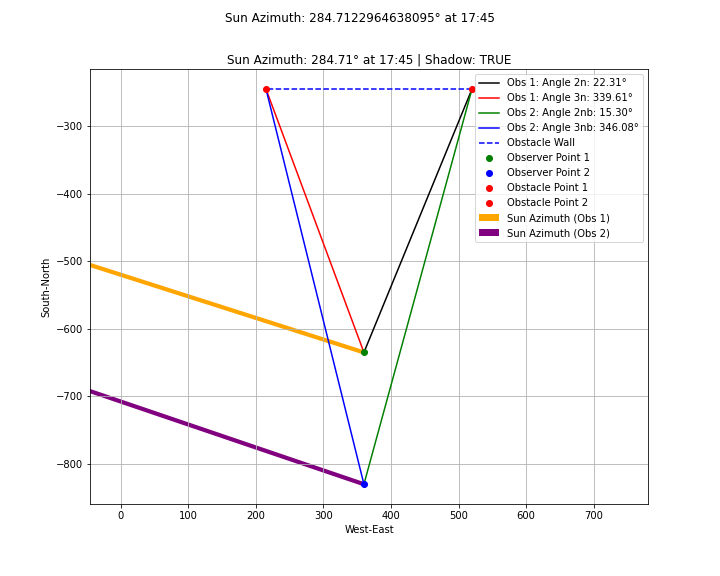 Sun Azimuth: 284.7122964638095° at 17:45
Sun Azimuth: 284.71° at 17:45 | Shadow: TRUE
Obs 1: Angle 2n: 22.31°
Obs 1: Angle 3n: 339.61°
Obs 2: Angle 2nb: 15.30°
Obs 2: Angle 3nb: 346.08°
Obstacle Wall
Observer Point 1
Observer Point 2
Obstacle Point 1
Obstacle Point 2
Sun Azimuth (Obs 1)
Sun Azimuth (Obs 2)
South-North
−300
−400
−500
−600
−700
−800
0 100 200 300 400 500 600 700
West-East